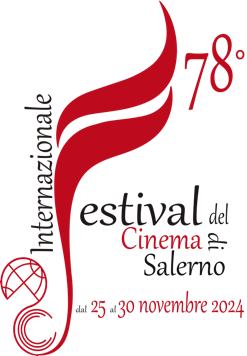 78°
Internazionale
Festival del
Cinema di
Salerno
dal 25 al 30 novembre 2024